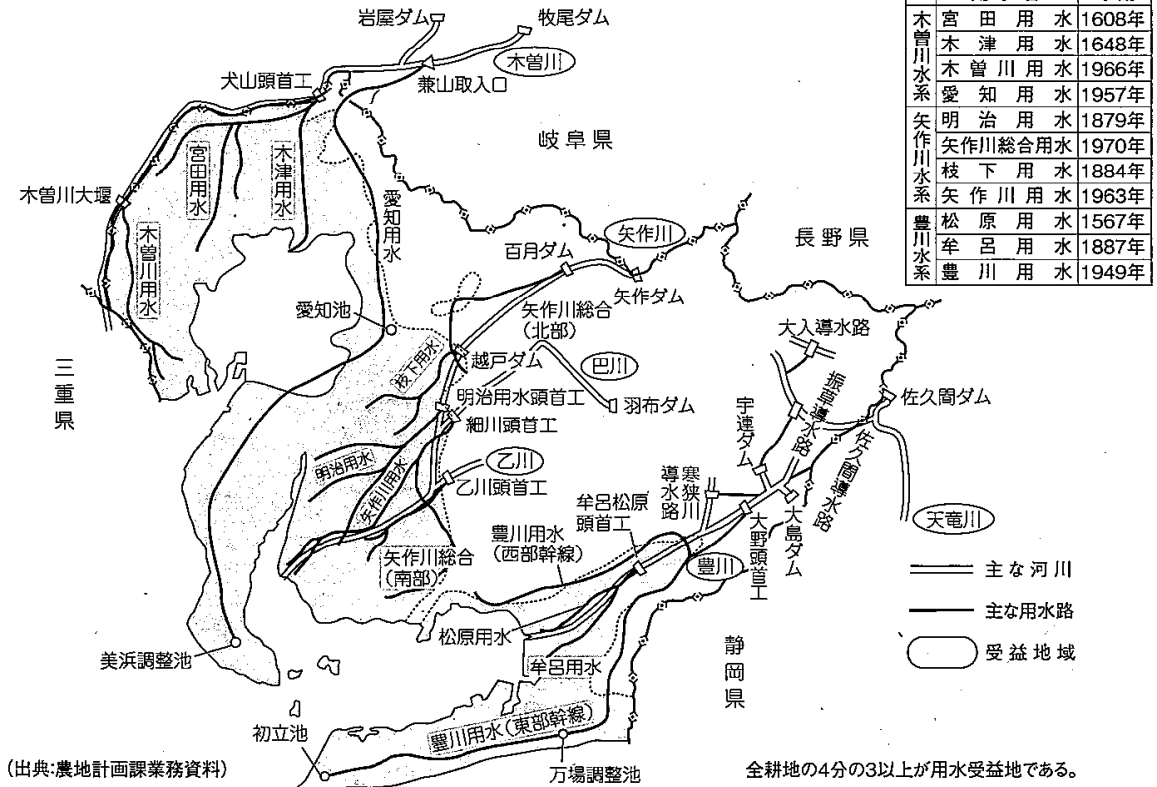 木曽川水系
宮田用水 1608年
木津用水 1648年
木曽川用水 1966年
愛知用水 1957年
矢作川水系
明治用水 1879年
矢作川総合用水 1970年
枝下用水 1884年
矢作川用水 1963年
豊川水系
松原用水 1567年
牟呂用水 1887年
豊川用水 1949年
岩屋ダム
牧尾ダム
木曽川
犬山頭首工
兼山取入口
岐阜県
宮田用水
木津用水
木曽川大堰
愛知用水
木曽川用水
百月ダム
矢作川
長野県
矢作ダム
愛知池
矢作川総合
(北部)
大入導水路
三重県
枝下用水
越戸ダム
巴川
振草導水路
佐久間ダム
明治用水頭首工
羽布ダム
細川頭首工
宇連ダム
佐久間導水路
明治用水
乙川
寒狭川
導水路
矢作川用水
乙川頭首工
牟呂松原
頭首工
大野頭首工
大島ダム
天竜川
豊川用水
(西部幹線)
矢作川総合
(南部)
豊川
主な河川
主な用水路
松原用水
受益地域
美浜調整池
牟呂用水
静岡県
初立池
豊川用水(東部幹線)
万場調整池
(出典:農地計画課業務資料)
全耕地の4分の3以上が用水受益地である。